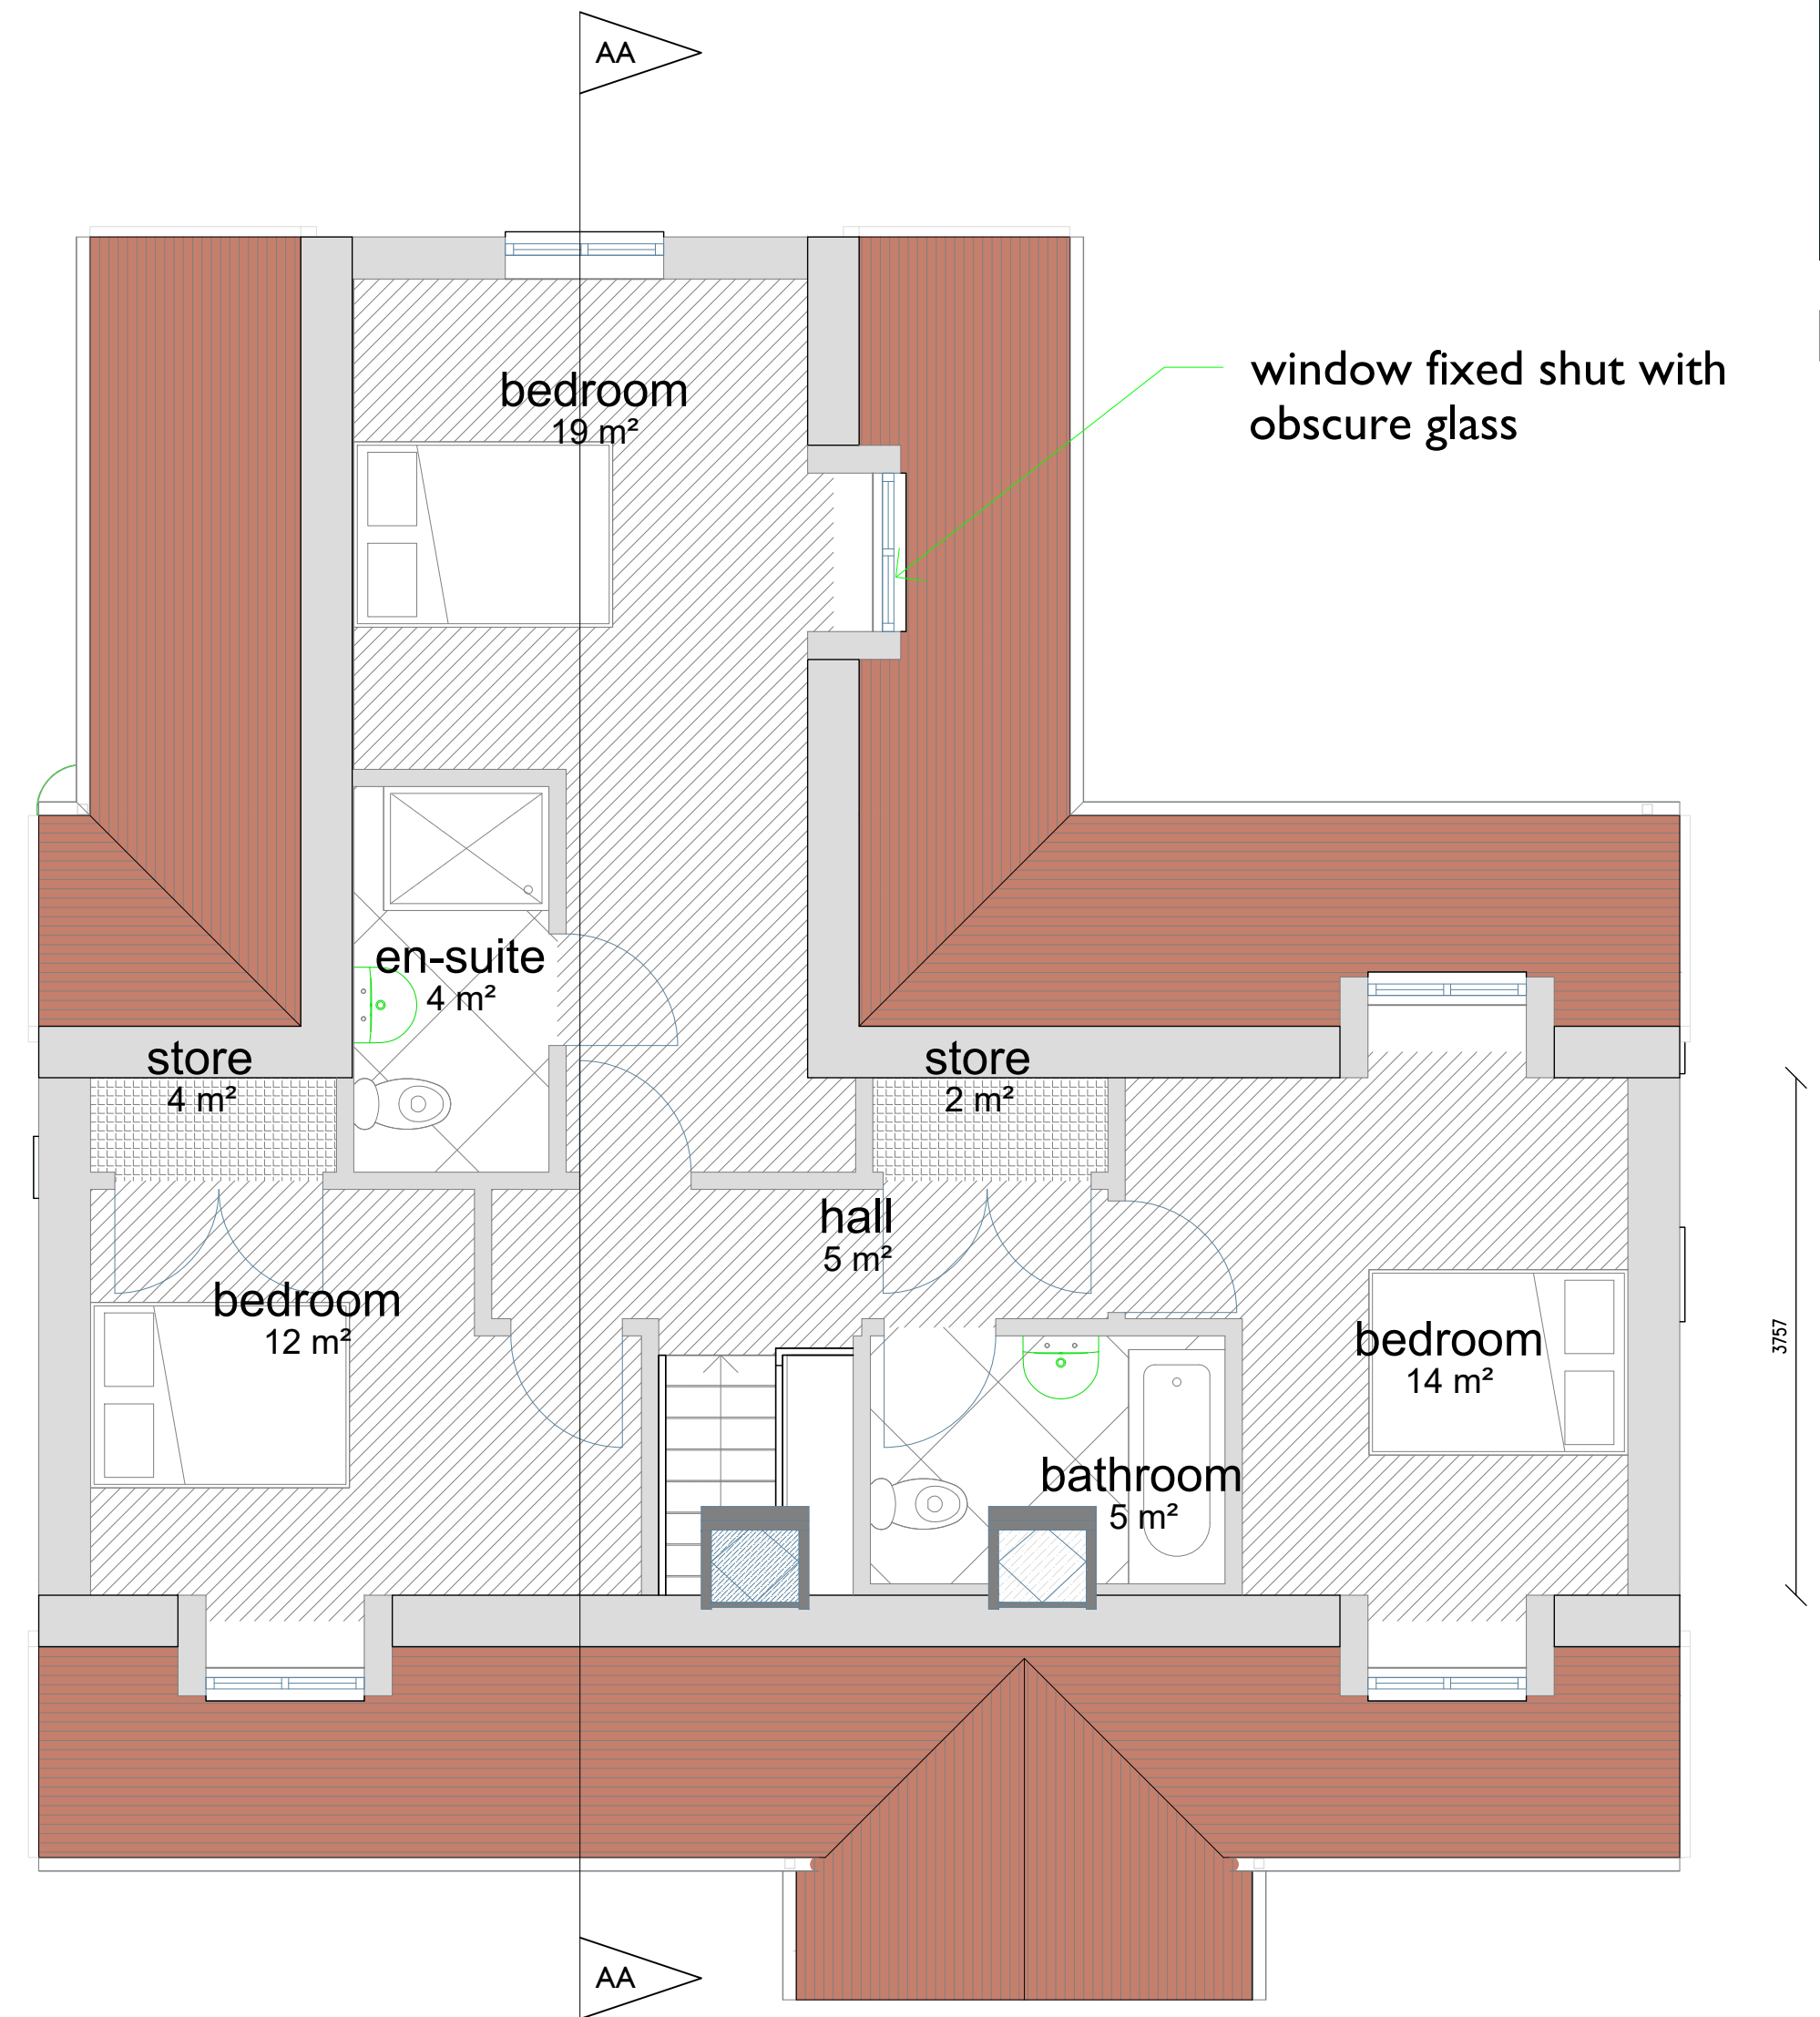 AA
window fixed shut with
obscure glass
bedroom
19 m²
en-suite
4 m²
store
4 m²
store
2 m²
hall
5 m²
bedroom
12 m²
bedroom
14 m²
3757
bathroom
5 m²
AA